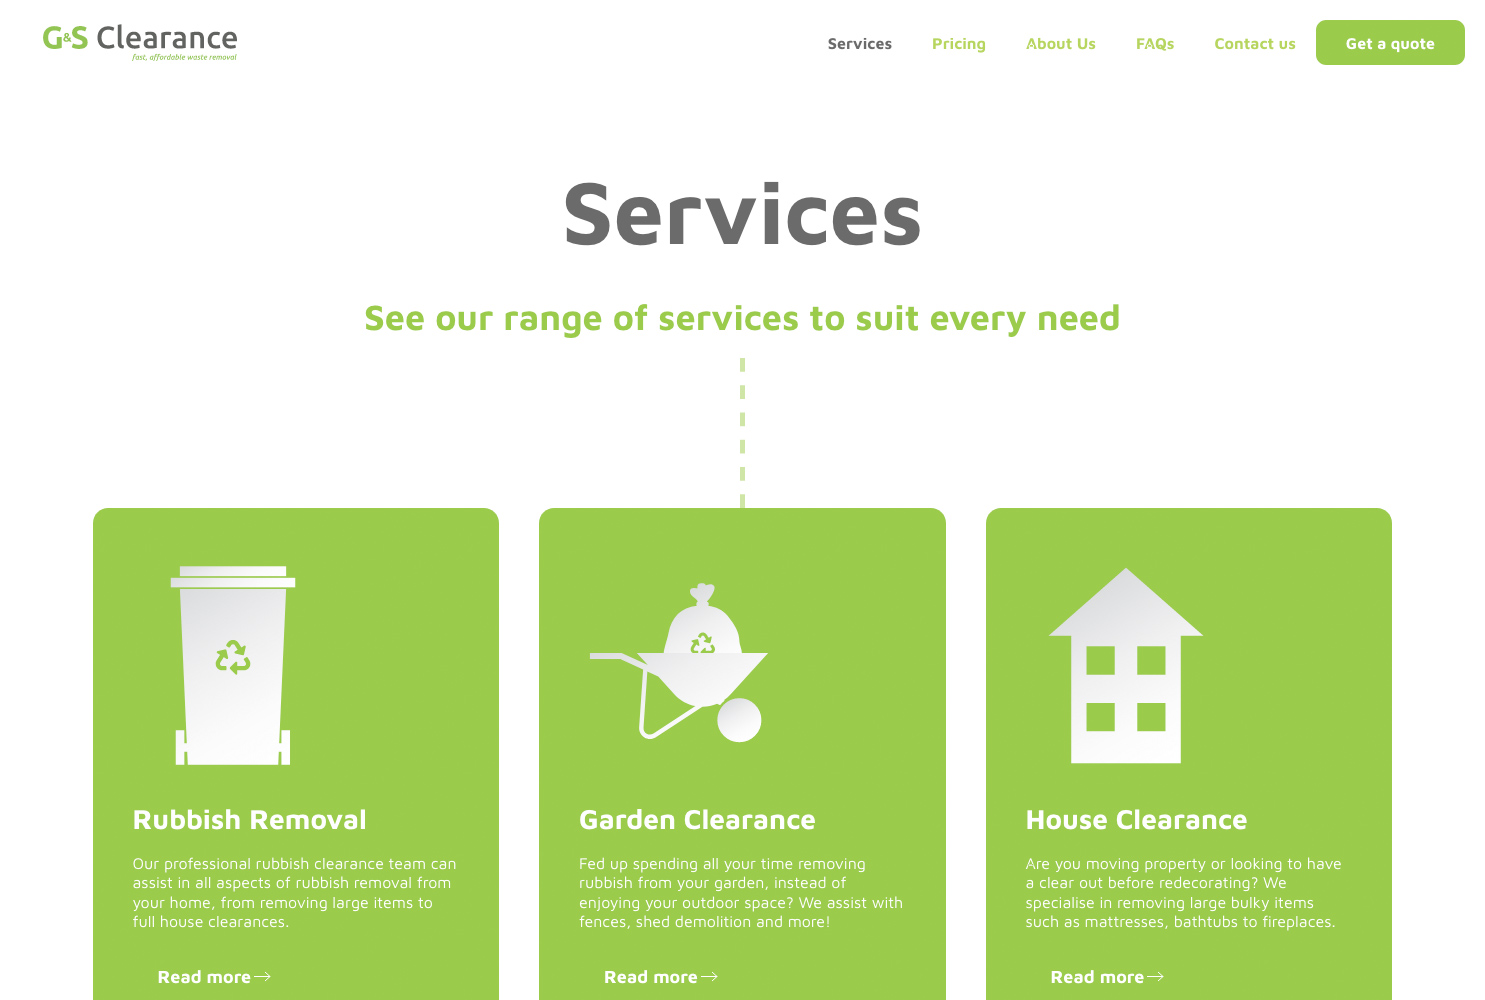 G&S Clearance
fast, affordable waste removal
Services
Pricing
About Us
FAQs
Contact us
Get a quote
Services
See our range of services to suit every need
Rubbish Removal
Our professional rubbish clearance team can
assist in all aspects of rubbish removal from
your home, from removing large items to
full house clearances.
Read more
Garden Clearance
Fed up spending all your time removing
rubbish from your garden, instead of
enjoying your outdoor space? We assist with
fences, shed demolition and more!
Read more
House Clearance
Are you moving property or looking to have
a clear out before redecorating? We
specialise in removing large bulky items
such as mattresses, bathtubs to fireplaces.
Read more